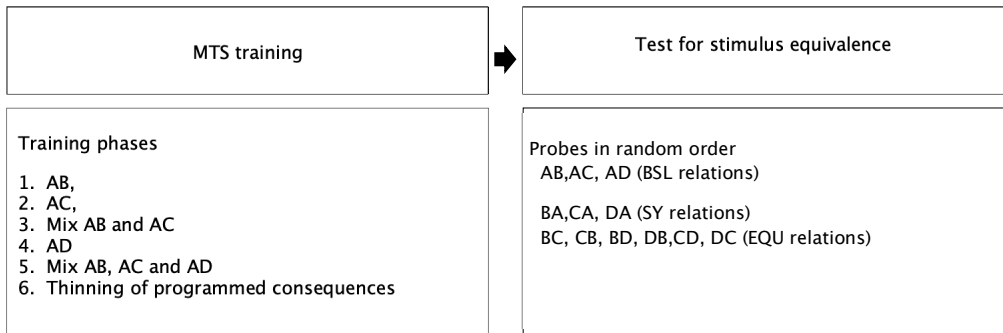 MTS training
Test for stimulus equivalence
Training phases
1. AB,
2. AC,
3. Mix AB and AC
4. AD
5. Mix AB, AC and AD
6. Thinning of programmed consequences
Probes in random order
AB,AC, AD (BSL relations)
BA,CA, DA (SY relations)
BC, CB, BD, DB,CD, DC (EQU relations)